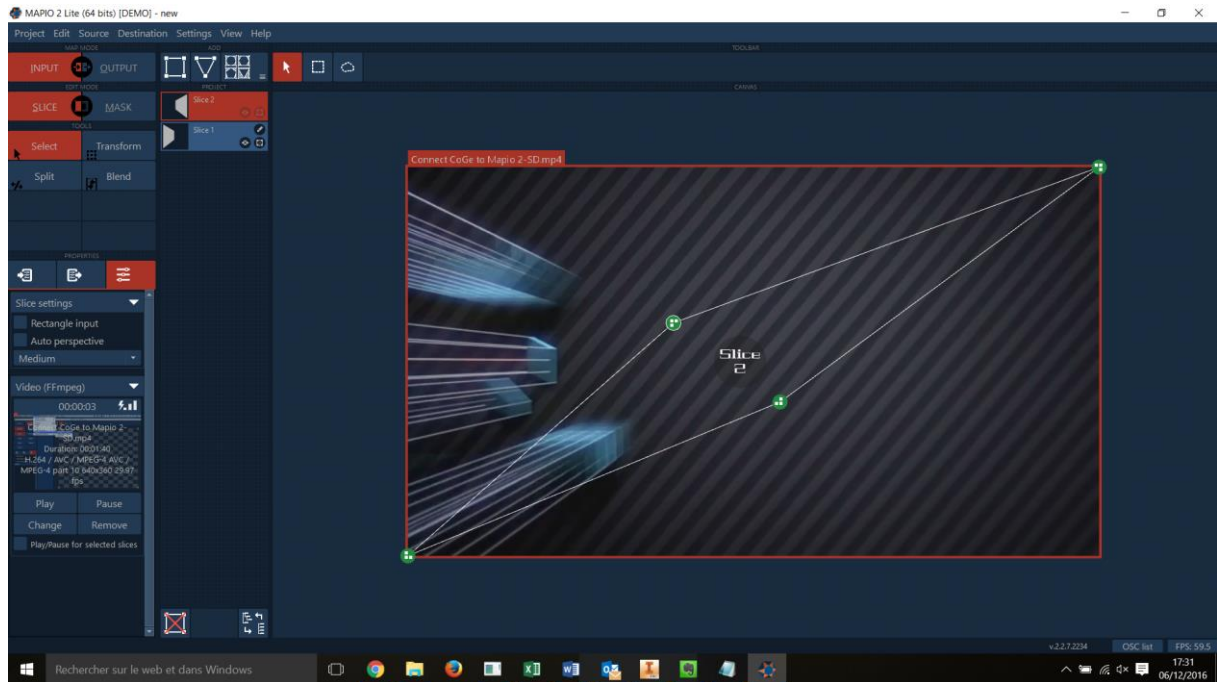 MAPIO 2 Lite (64 bits) [DEMO] - new
Project Edit Source Destination Settings View Help
MAP MODE
ADD
TOOLBAR
INPUT
OUTPUT
EDIT MODE
PROJECT
CANVAS
SLICE
MASK
Slice 2
TOOLS
Slice 1
Select
Transform
Split
Blend
Connect CoGe to Mapio 2-SD.mp4
Slice
2
PROPERTIES
Slice settings
Rectangle input
Auto perspective
Medium
Video (FFmpeg)
00:00:03
Connect CoGe to Mapio 2-
SD.mp4
Duration: 00:01:40
H.264 / AVC / MPEG-4 AVC /
MPEG-4 part 10 640x360 29.97
fps
Play
Pause
Change
Remove
Play/Pause for selected slices
v.2.2.7.2234
OSC list
FPS: 59.5
Rechercher sur le web et dans Windows
17:31
06/12/2016